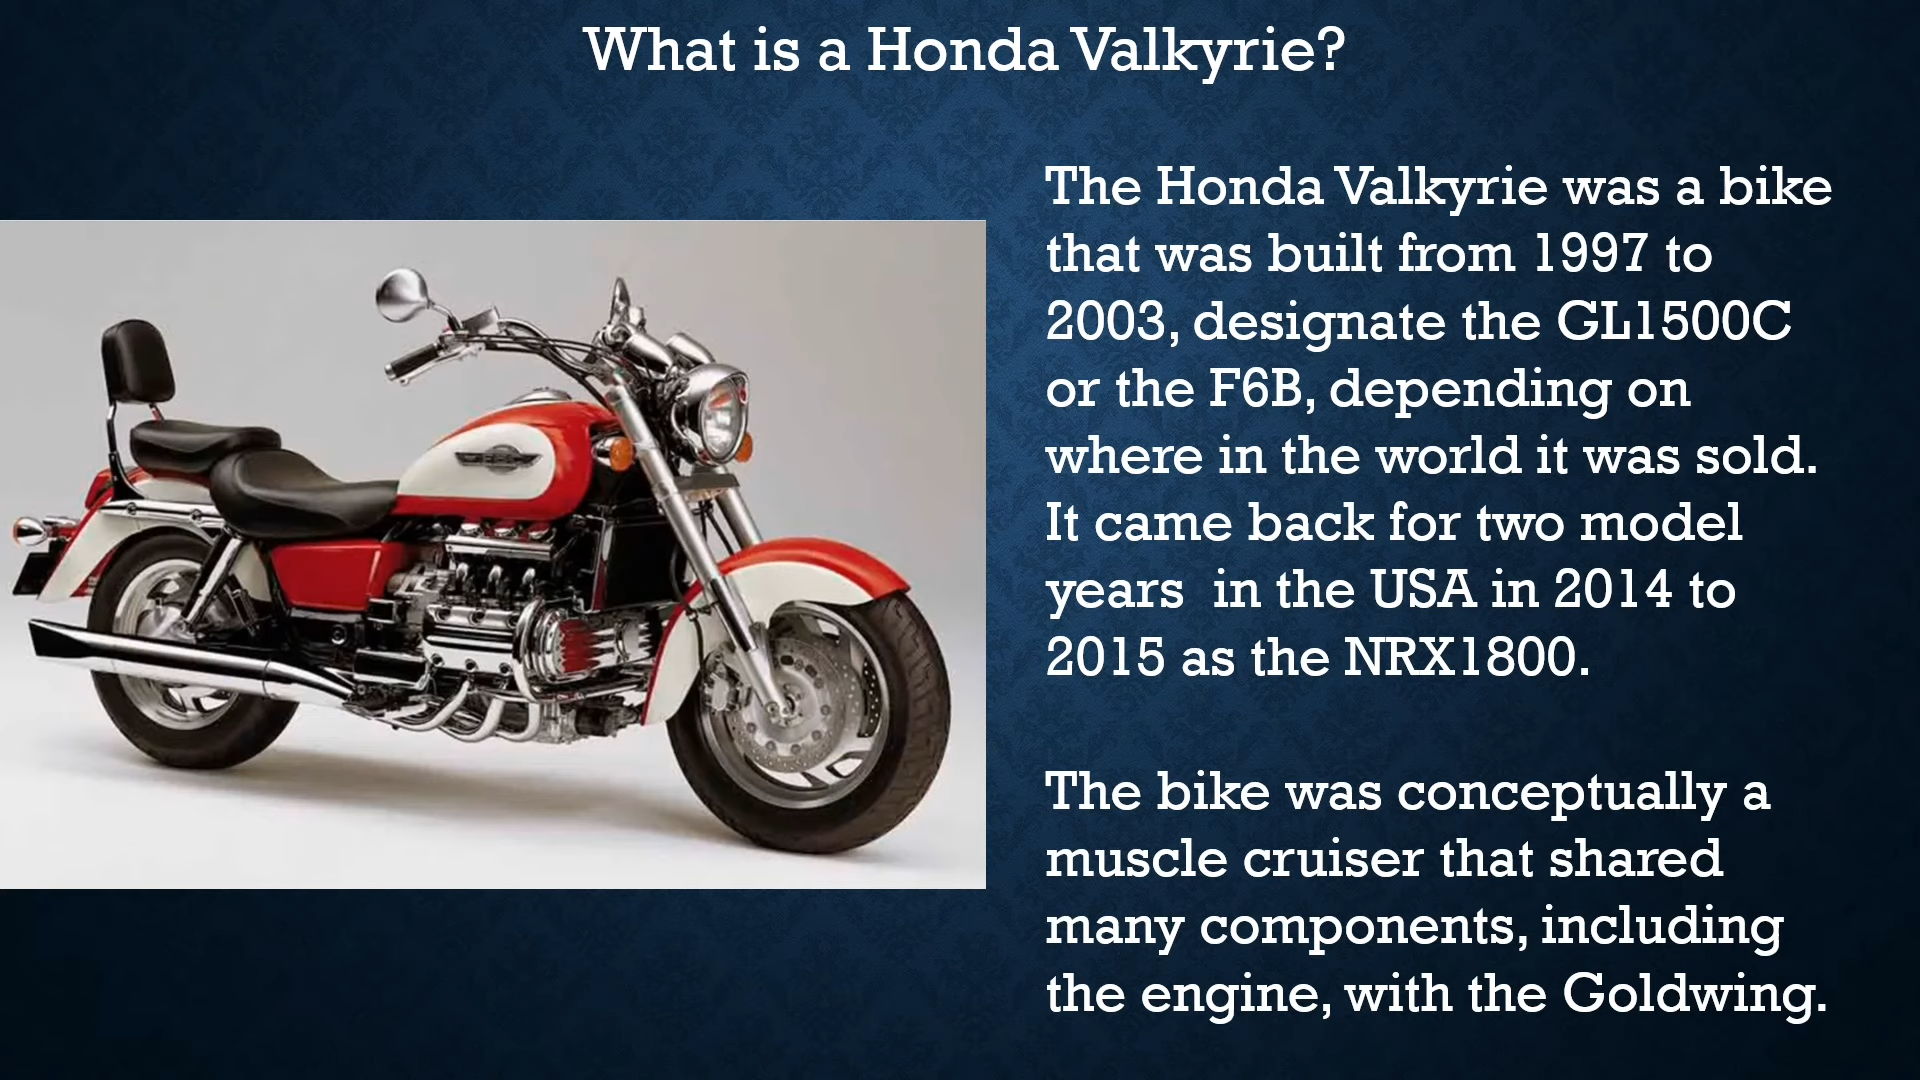 What is a Honda Valkyrie?
The Honda Valkyrie was a bike
that was built from 1997 to
2003, designate the GL1500C
or the F6B, depending on
where in the world it was sold.
It came back for two model
years  in the USA in 2014 to
2015 as the NRX1800.
The bike was conceptually a
muscle cruiser that shared
many components, including
the engine, with the Goldwing.